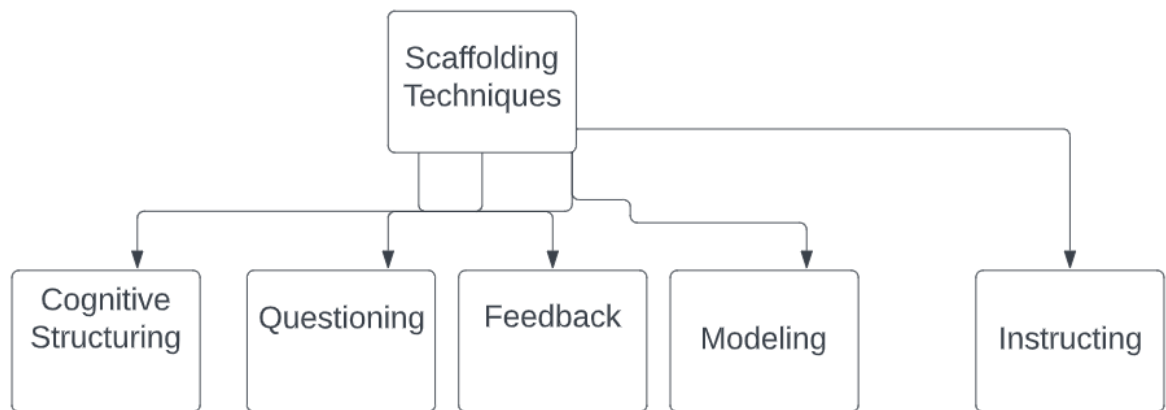 Scaffolding
Techniques
Cognitive
Structuring
Questioning
Feedback
Modeling
Instructing